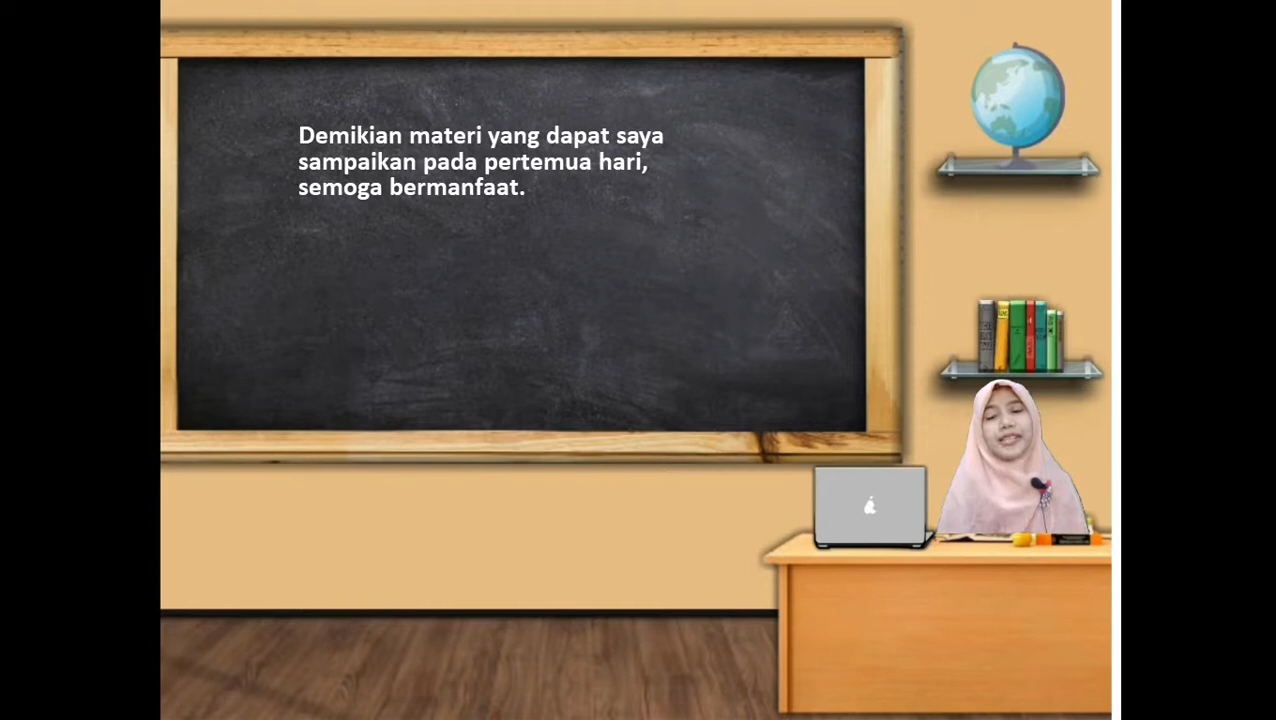 Demikian materi yang dapat saya
sampaikan pada pertemua hari,
semoga bermanfaat.